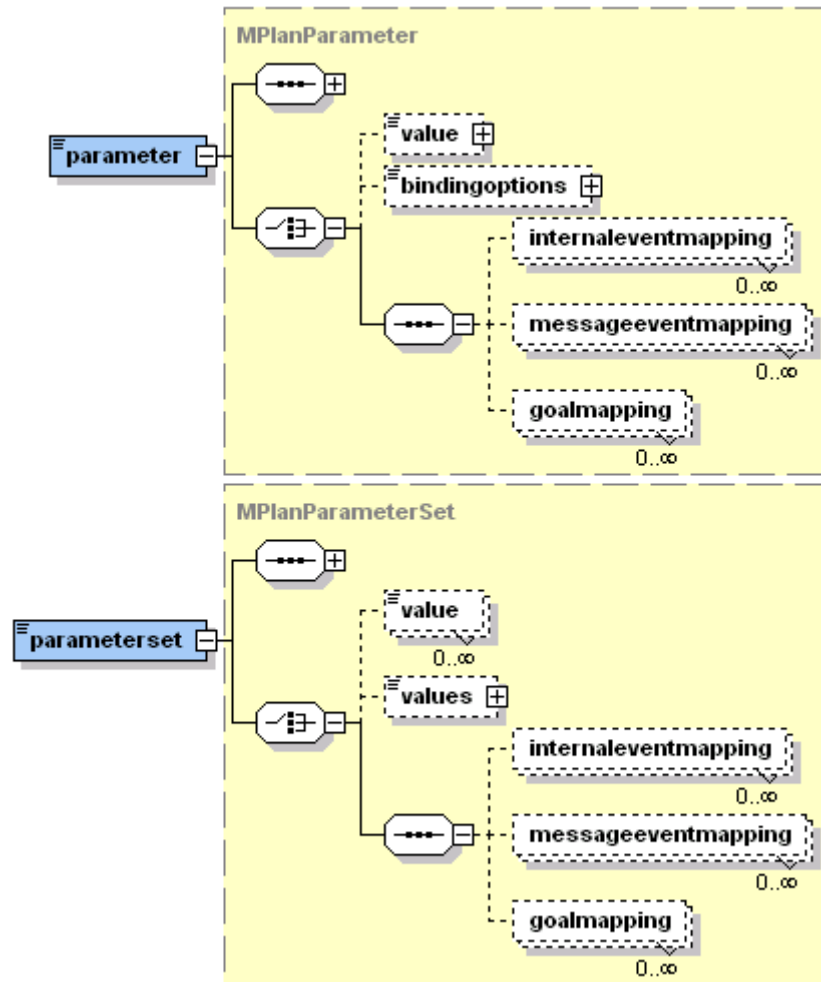 MPlanParameter
parameter
value
bindingoptions
internaleventmapping
0..∞
messageeventmapping
0..∞
goalmapping
0..∞
MPlanParameterSet
parameterset
value
0..∞
values
internaleventmapping
0..∞
messageeventmapping
0..∞
goalmapping
0..∞